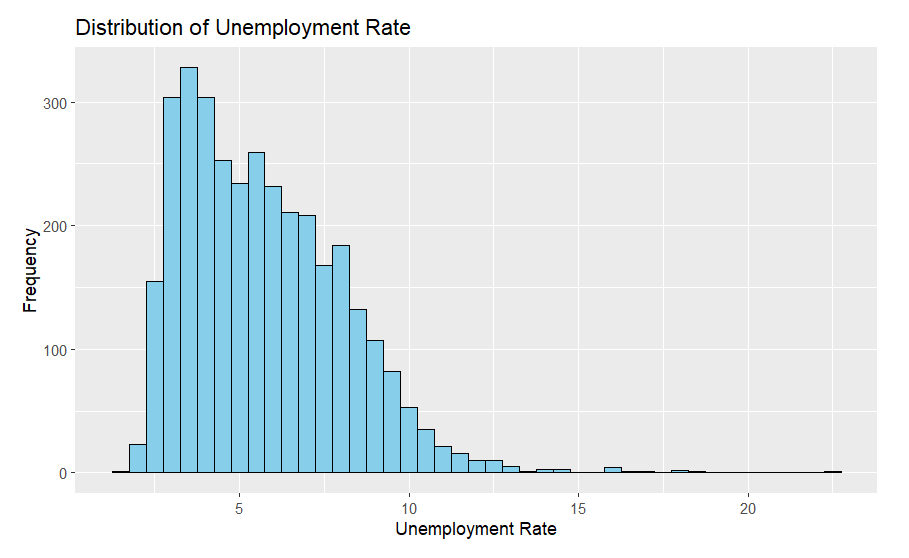 Distribution of Unemployment Rate
Frequency
300
200
100
0
5
10
15
20
Unemployment Rate